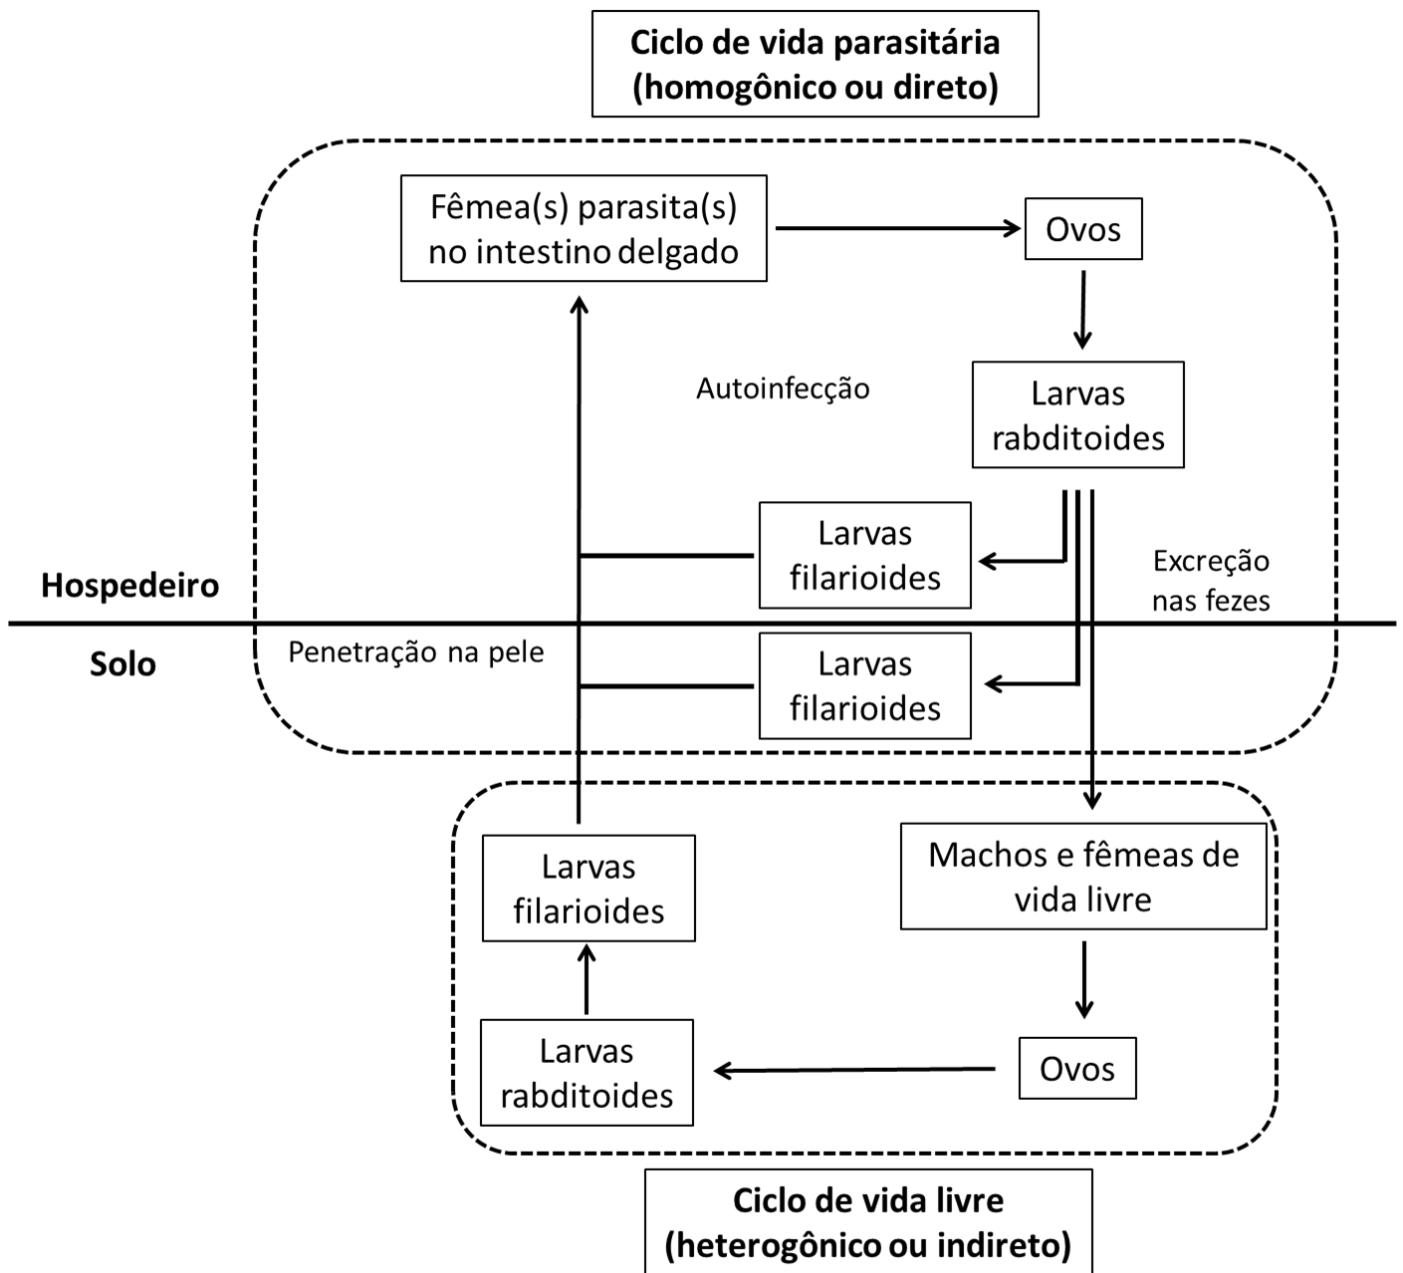 Ciclo de vida parasitária
(homogônico ou direto)
Fêmea(s) parasita(s)
no intestino delgado
Ovos
Autoinfecção
Larvas
rabditoides
Larvas
filarioides
Excreção
nas fezes
Hospedeiro
Solo
Penetração na pele
Larvas
filarioides
Larvas
filarioides
Machos e fêmeas de
vida livre
Larvas
rabditoides
Ovos
Ciclo de vida livre
(heterogônico ou indireto)